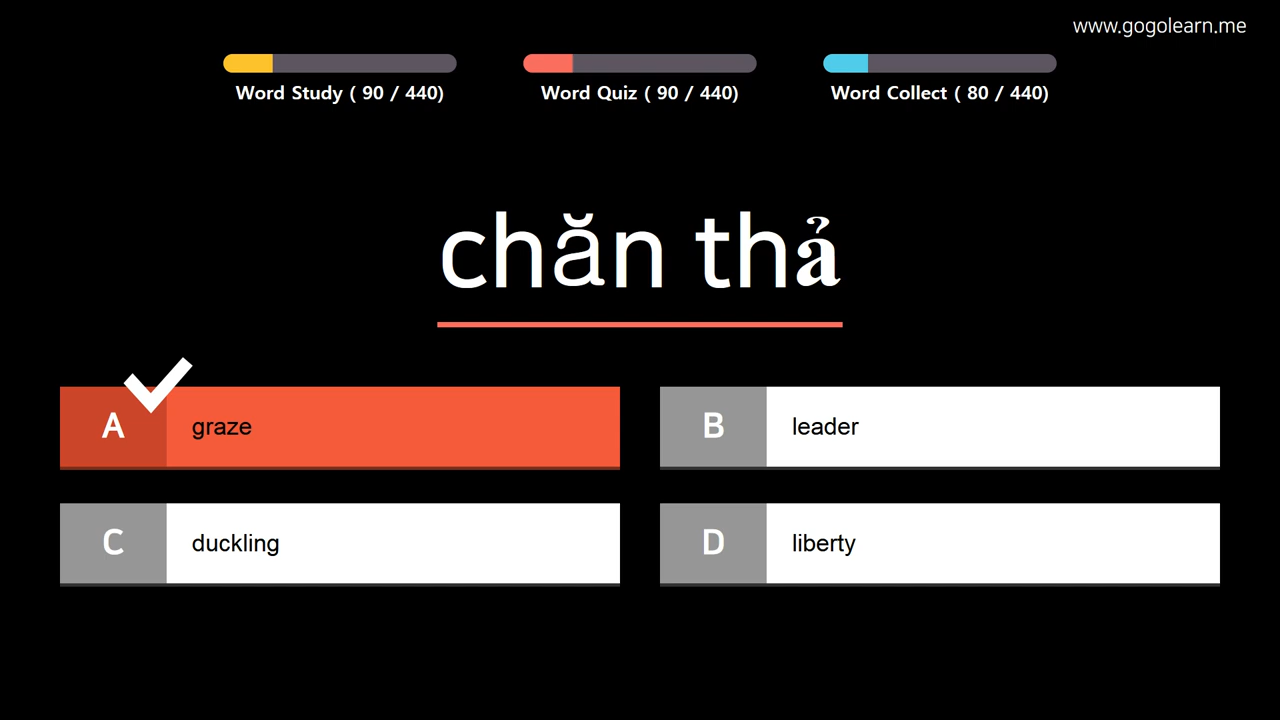 www.gogolearn.me
Word Study ( 90 / 440)
Word Quiz ( 90 / 440)
Word Collect ( 80 / 440)
chăn thả
A graze
B leader
C duckling
D liberty